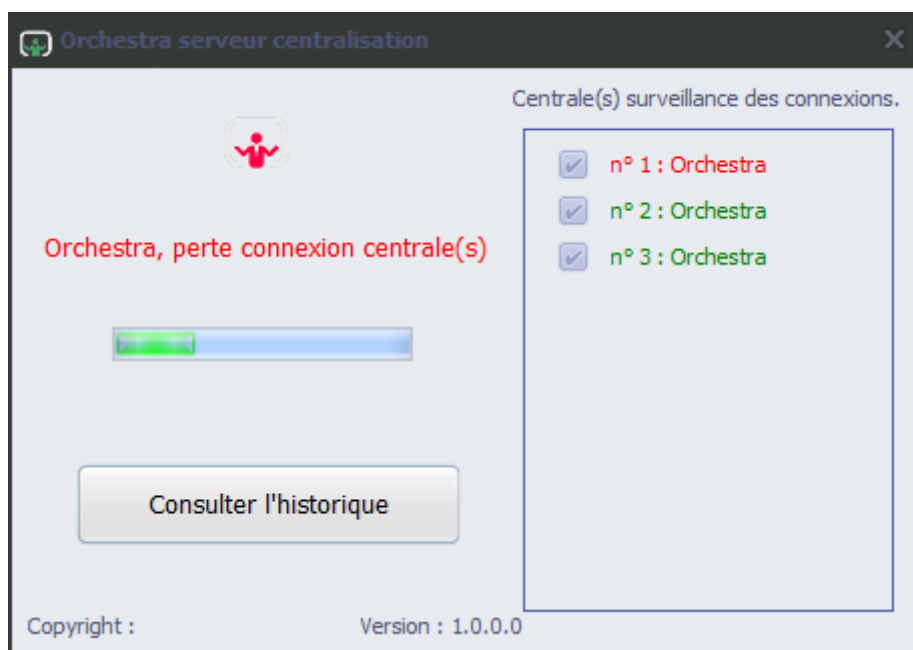 Orchestra serveur centralisation
Centrale(s) surveillance des connexions.
n° 1 : Orchestra
n° 2 : Orchestra
n° 3 : Orchestra
Orchestra, perte connexion centrale(s)
Consulter l'historique
Copyright :
Version : 1.0.0.0